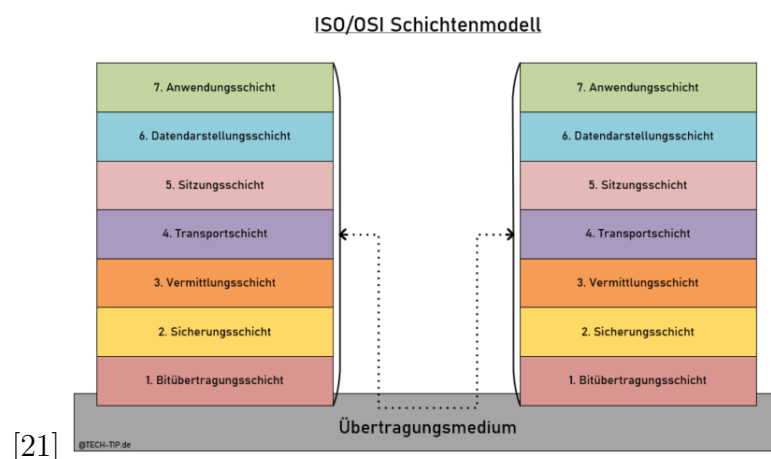 ISO/OSI Schichtenmodell
7. Anwendungsschicht
6. Datendarstellungsschicht
5. Sitzungsschicht
4. Transportschicht
3. Vermittlungsschicht
2. Sicherungsschicht
1. Bitübertragungsschicht
7. Anwendungsschicht
6. Datendarstellungsschicht
5. Sitzungsschicht
4. Transportschicht
3. Vermittlungsschicht
2. Sicherungsschicht
1. Bitübertragungsschicht
Übertragungsmedium
[21]
@TECH-TIP.de